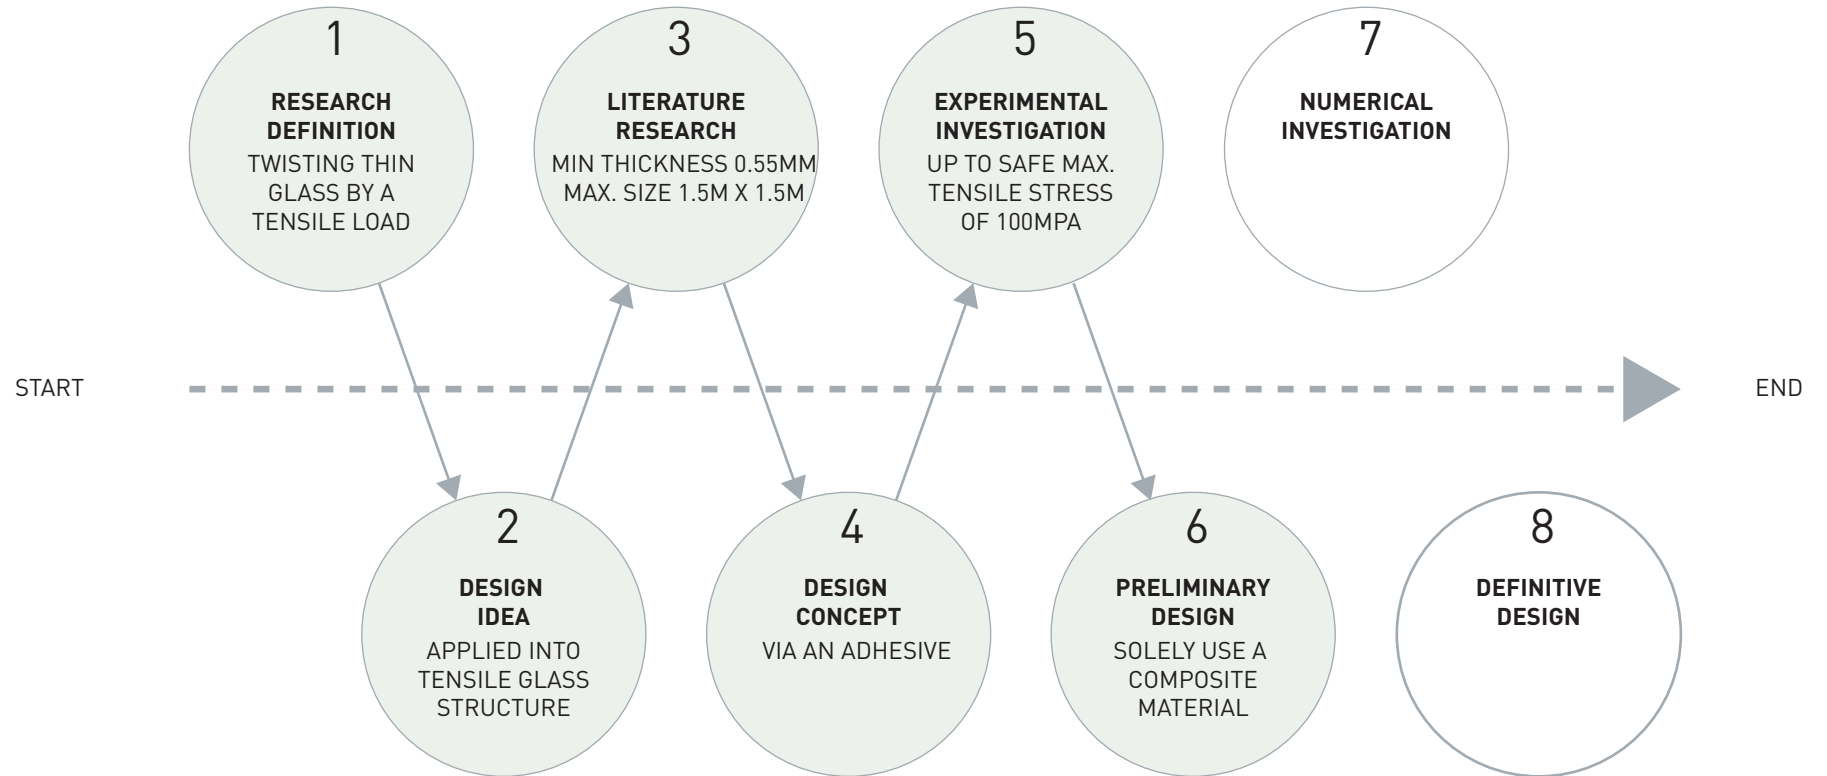 1
RESEARCH
DEFINITION
TWISTING THIN
GLASS BY A
TENSILE LOAD
3
LITERATURE
RESEARCH
MIN THICKNESS 0.55MM
MAX. SIZE 1.5M X 1.5M
5
EXPERIMENTAL
INVESTIGATION
UP TO SAFE MAX.
TENSILE STRESS
OF 100MPA
7
NUMERICAL
INVESTIGATION
START
END
2
DESIGN
IDEA
APPLIED INTO
TENSILE GLASS
STRUCTURE
4
DESIGN
CONCEPT
VIA AN ADHESIVE
6
PRELIMINARY
DESIGN
SOLELY USE A
COMPOSITE
MATERIAL
8
DEFINITIVE
DESIGN